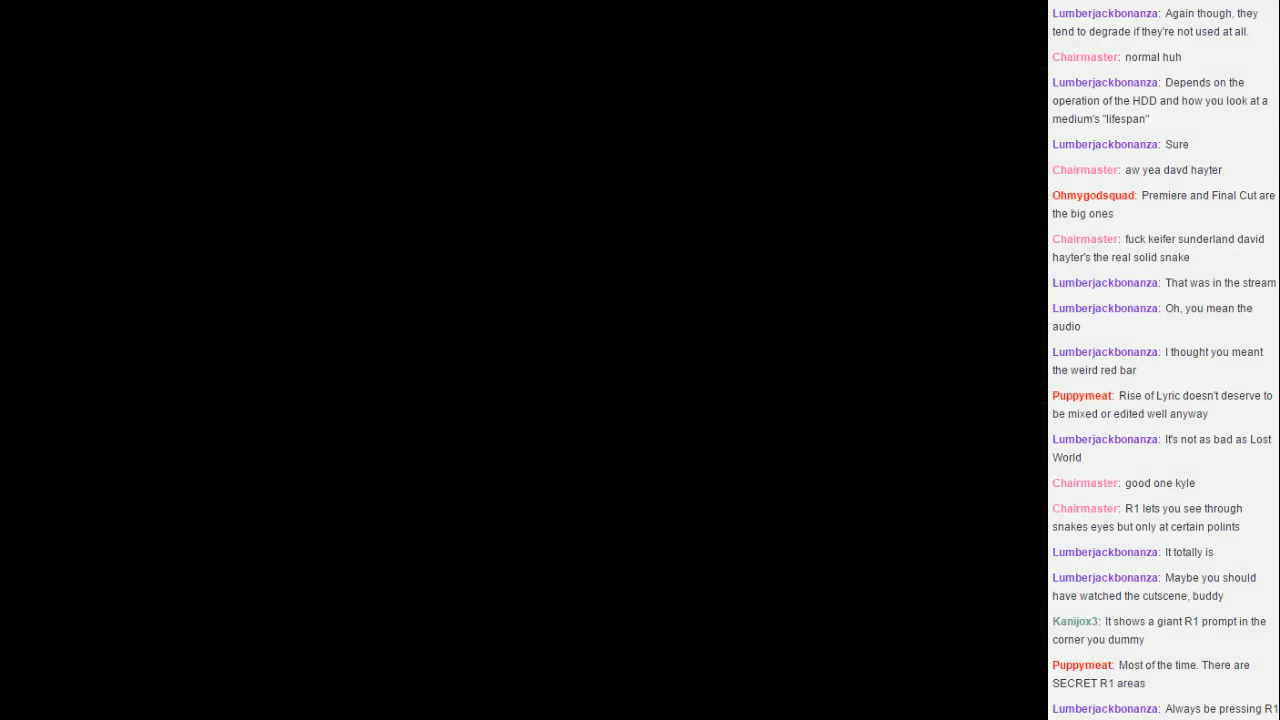 Lumberjackbonanza: Again though, they
tend to degrade if they're not used at all.
Chairmaster: normal huh
Lumberjackbonanza: Depends on the
operation of the HDD and how you look at a
medium's "lifespan"
Lumberjackbonanza: Sure
Chairmaster: aw yea davd hayter
Ohmygodsquad: Premiere and Final Cut are
the big ones
Chairmaster: fuck keifer sunderland david
hayter's the real solid snake
Lumberjackbonanza: That was in the stream
Lumberjackbonanza: Oh, you mean the
audio
Lumberjackbonanza: I thought you meant
the weird red bar
Puppymeat: Rise of Lyric doesn't deserve to
be mixed or edited well anyway
Lumberjackbonanza: It's not as bad as Lost
World
Chairmaster: good one kyle
Chairmaster: R1 lets you see through
snakes eyes but only at certain polints
Lumberjackbonanza: It totally is
Lumberjackbonanza: Maybe you should
have watched the cutscene, buddy
Kanijox3: It shows a giant R1 prompt in the
corner you dummy
Puppymeat: Most of the time. There are
SECRET R1 areas
Lumberjackbonanza: Always be pressing R1